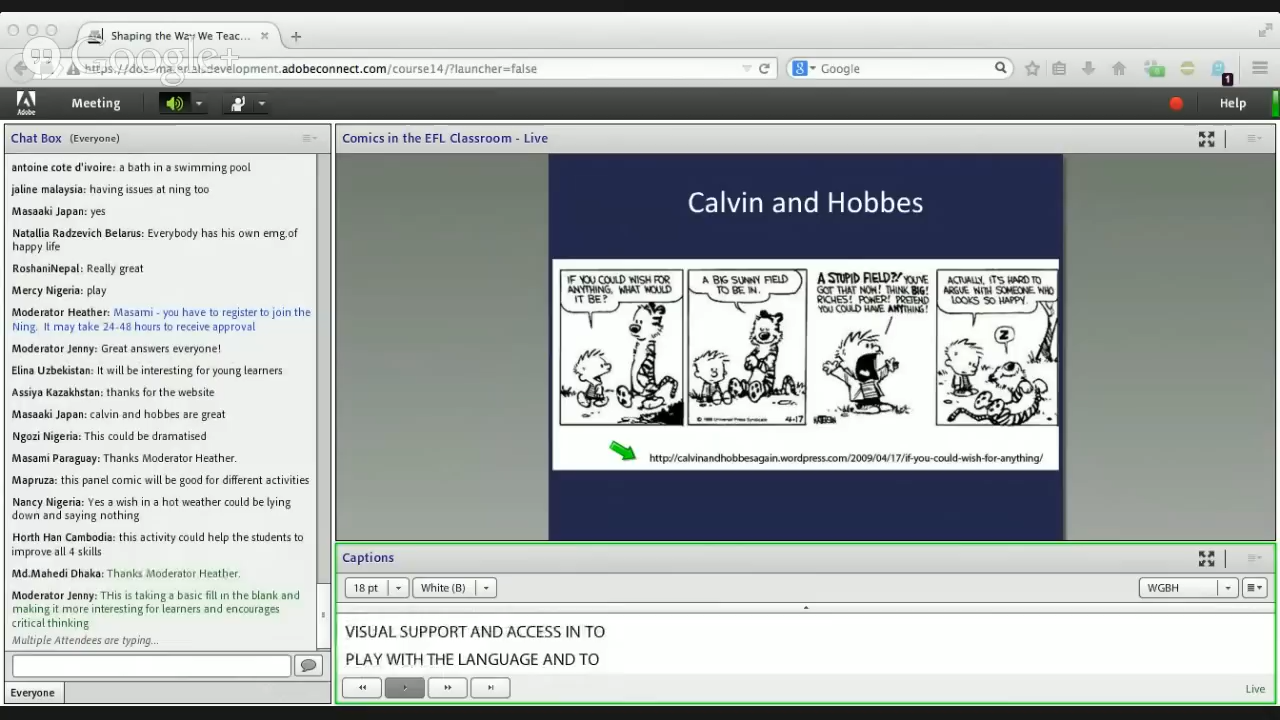 Shaping the Way We Teac...
Google+
adobeconnect.com/course14/?launcher=false
Google
1
Adobe
Meeting
Help
Chat Box (Everyone)
antoine cote d'ivoire: a bath in a swimming pool
jaline malaysia: having issues at ning too
Masaaki Japan: yes
Natallia Radzevich Belarus: Everybody has his own emg.of
happy life
RoshaniNepal: Really great
Mercy Nigeria: play
Moderator Heather: Masami - you have to register to join the
Ning. It may take 24-48 hours to receive approval
Moderator Jenny: Great answers everyone!
Elina Uzbekistan: It will be interesting for young learners
Assiya Kazakhstan: thanks for the website
Masaaki Japan: calvin and hobbes are great
Ngozi Nigeria: This could be dramatised
Masami Paraguay: Thanks Moderator Heather.
Mapruza: this panel comic will be good for different activities
Nancy Nigeria: Yes a wish in a hot weather could be lying
down and saying nothing
Horth Han Cambodia: this activity could help the students to
improve all 4 skills
Md.Mahedi Dhaka: Thanks Moderator Heather.
Moderator Jenny: THis is taking a basic fill in the blank and
making it more interesting for learners and encourages
critical thinking
Multiple Attendees are typing...
Everyone
Comics in the EFL Classroom - Live
Calvin and Hobbes
IF YOU COULD WISH FOR
ANYTHING, WHAT WOULD
IT BE?
A BIG SUNNY FIELD
TO BE IN.
A STUPID FIELD?! YOU'VE
GOT THAT NOW! THINK BIG!
RICHES! POWER! PRETEND
YOU COULD HAVE ANYTHING!
ACTUALLY, IT'S HARD TO
ARGUE WITH SOMEONE WHO
LOOKS SO HAPPY.
Z
Universal Press Syndicate
4-17
http://calvinandhobbesagain.wordpress.com/2009/04/17/if-you-could-wish-for-anything/
Captions
18 pt
White (B)
WGBH
VISUAL SUPPORT AND ACCESS IN TO
PLAY WITH THE LANGUAGE AND TO
Live